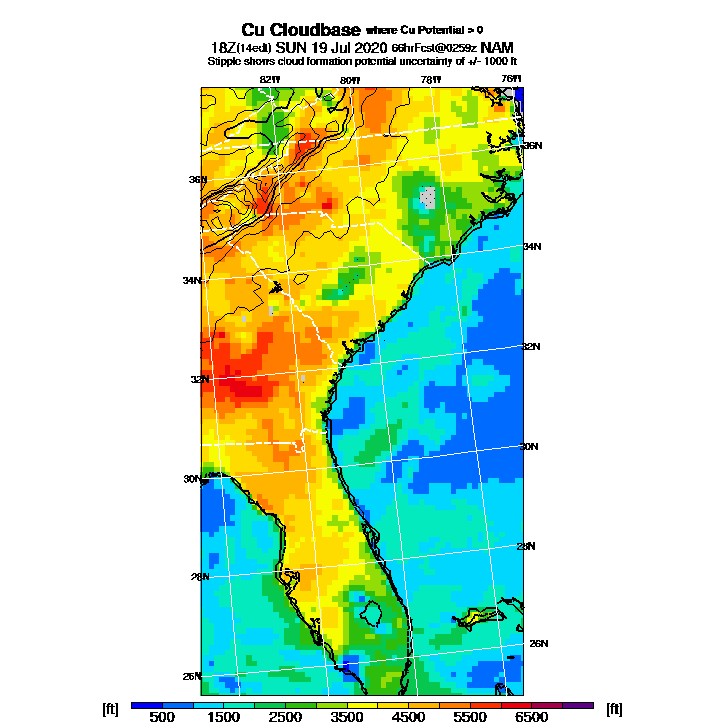 Cu Cloudbase where Cu Potential > 0
18Z(14edt) SUN 19 Jul 2020 66hrFcst@0259z NAM
Stipple shows cloud formation potential uncertainty of +/- 1000 ft
82W 80W 78W 76W
36N
36N
34N
34N
32N
32N
30N
30N
28N
28N
26N
26N
[ft] 500 1500 2500 3500 4500 5500 6500 [ft]